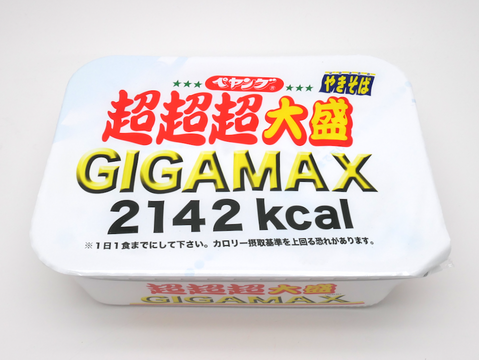 ペヤング
やきそば
超超超大盛
GIGAMAX
2142 kcal
※1日1食までにして下さい。カロリー摂取基準を上回る恐れがあります。
超超超大盛
GIGAMAX